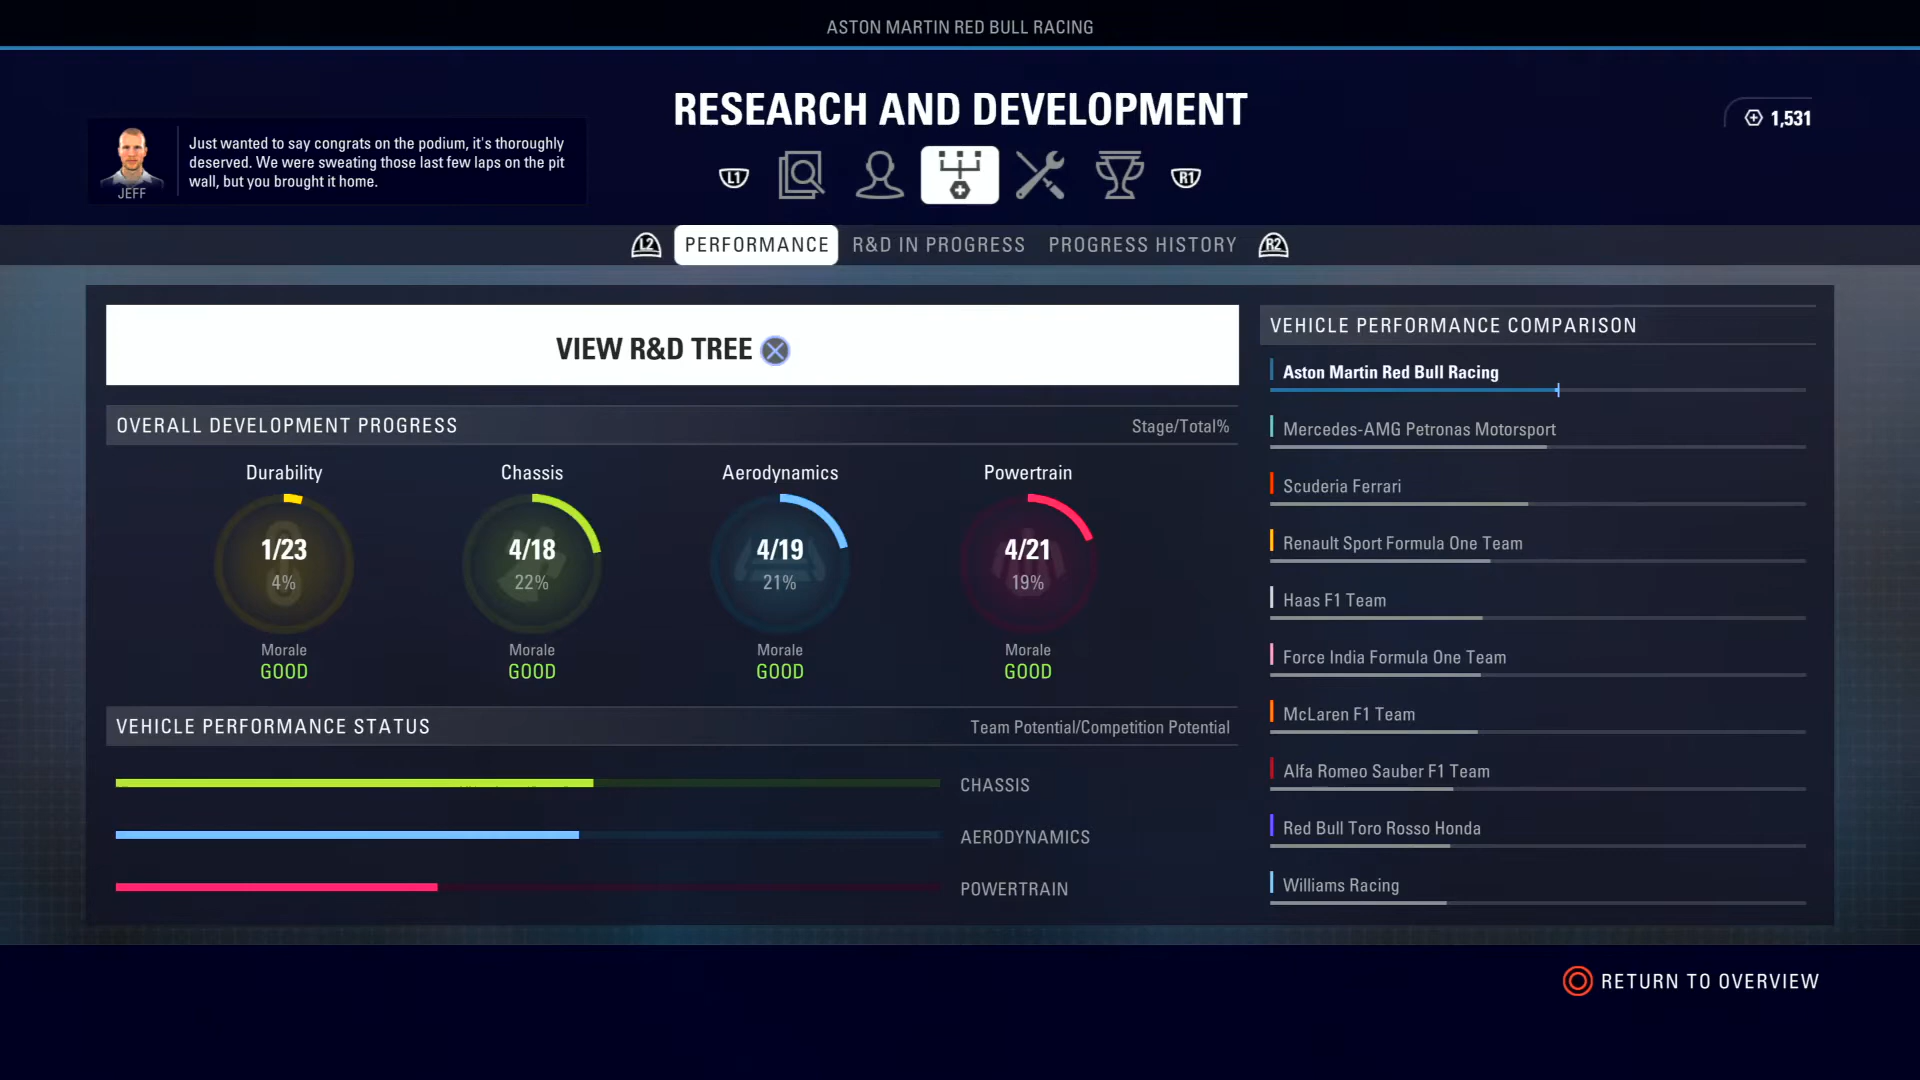 ASTON MARTIN RED BULL RACING
RESEARCH AND DEVELOPMENT
1,531
Just wanted to say congrats on the podium, it's thoroughly
deserved. We were sweating those last few laps on the pit
wall, but you brought it home.
JEFF
L1
R1
L2 PERFORMANCE R&D IN PROGRESS PROGRESS HISTORY R2
VIEW R&D TREE
OVERALL DEVELOPMENT PROGRESS Stage/Total%
Durability Chassis Aerodynamics Powertrain
1/23 4/18 4/19 4/21
4% 22% 21% 19%
Morale Morale Morale Morale
GOOD GOOD GOOD GOOD
VEHICLE PERFORMANCE STATUS Team Potential/Competition Potential
CHASSIS
AERODYNAMICS
POWERTRAIN
VEHICLE PERFORMANCE COMPARISON
Aston Martin Red Bull Racing
Mercedes-AMG Petronas Motorsport
Scuderia Ferrari
Renault Sport Formula One Team
Haas F1 Team
Force India Formula One Team
McLaren F1 Team
Alfa Romeo Sauber F1 Team
Red Bull Toro Rosso Honda
Williams Racing
RETURN TO OVERVIEW